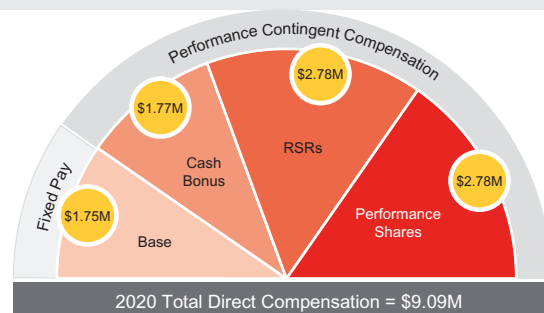 Performance Contingent Compensation
$2.78M
$1.77M
RSRs
Cash
Bonus
$2.78M
Fixed Pay
$1.75M
Performance
Shares
Base
2020 Total Direct Compensation = $9.09M